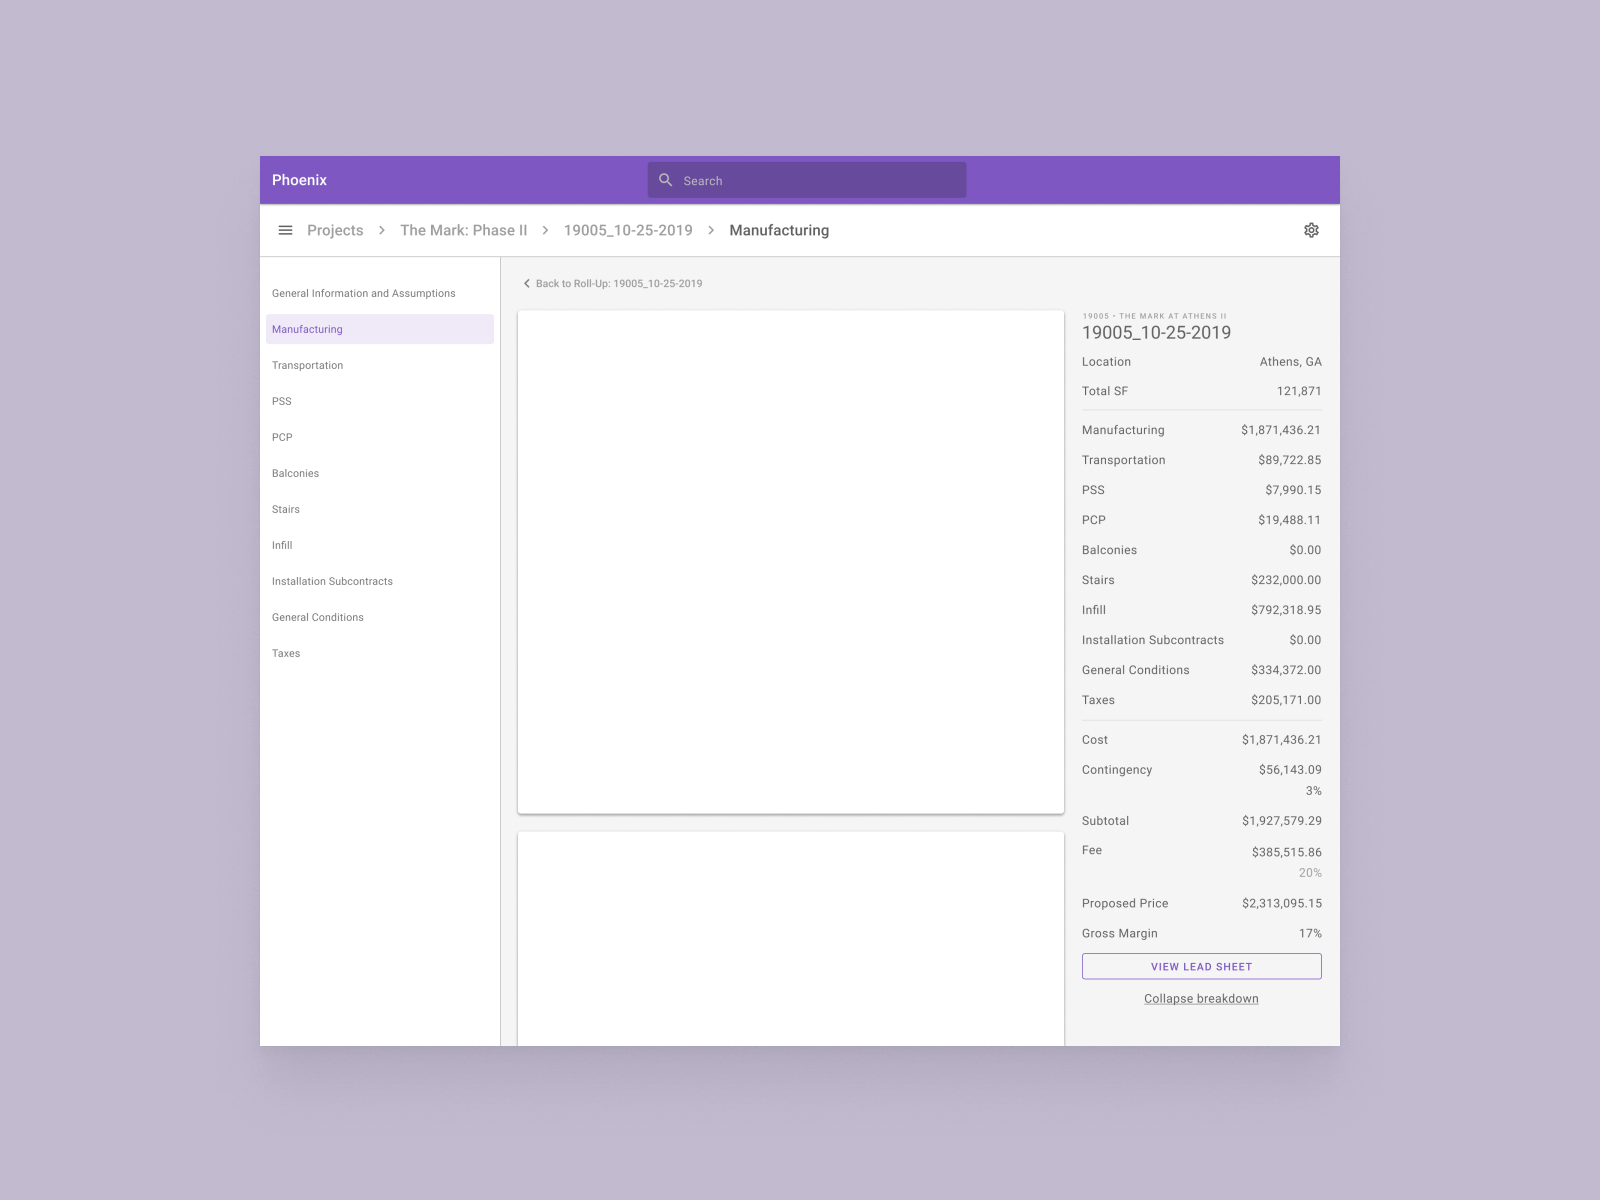 Phoenix
Search
Projects > The Mark: Phase II > 19005_10-25-2019 > Manufacturing
General Information and Assumptions
Manufacturing
Transportation
PSS
PCP
Balconies
Stairs
Infill
Installation Subcontracts
General Conditions
Taxes
Back to Roll-Up: 19005_10-25-2019
19005 • THE MARK AT ATHENS II
19005_10-25-2019
Location Athens, GA
Total SF 121,871
Manufacturing $1,871,436.21
Transportation $89,722.85
PSS $7,990.15
PCP $19,488.11
Balconies $0.00
Stairs $232,000.00
Infill $792,318.95
Installation Subcontracts $0.00
General Conditions $334,372.00
Taxes $205,171.00
Cost $1,871,436.21
Contingency $56,143.09
3%
Subtotal $1,927,579.29
Fee $385,515.86
20%
Proposed Price $2,313,095.15
Gross Margin 17%
VIEW LEAD SHEET
Collapse breakdown